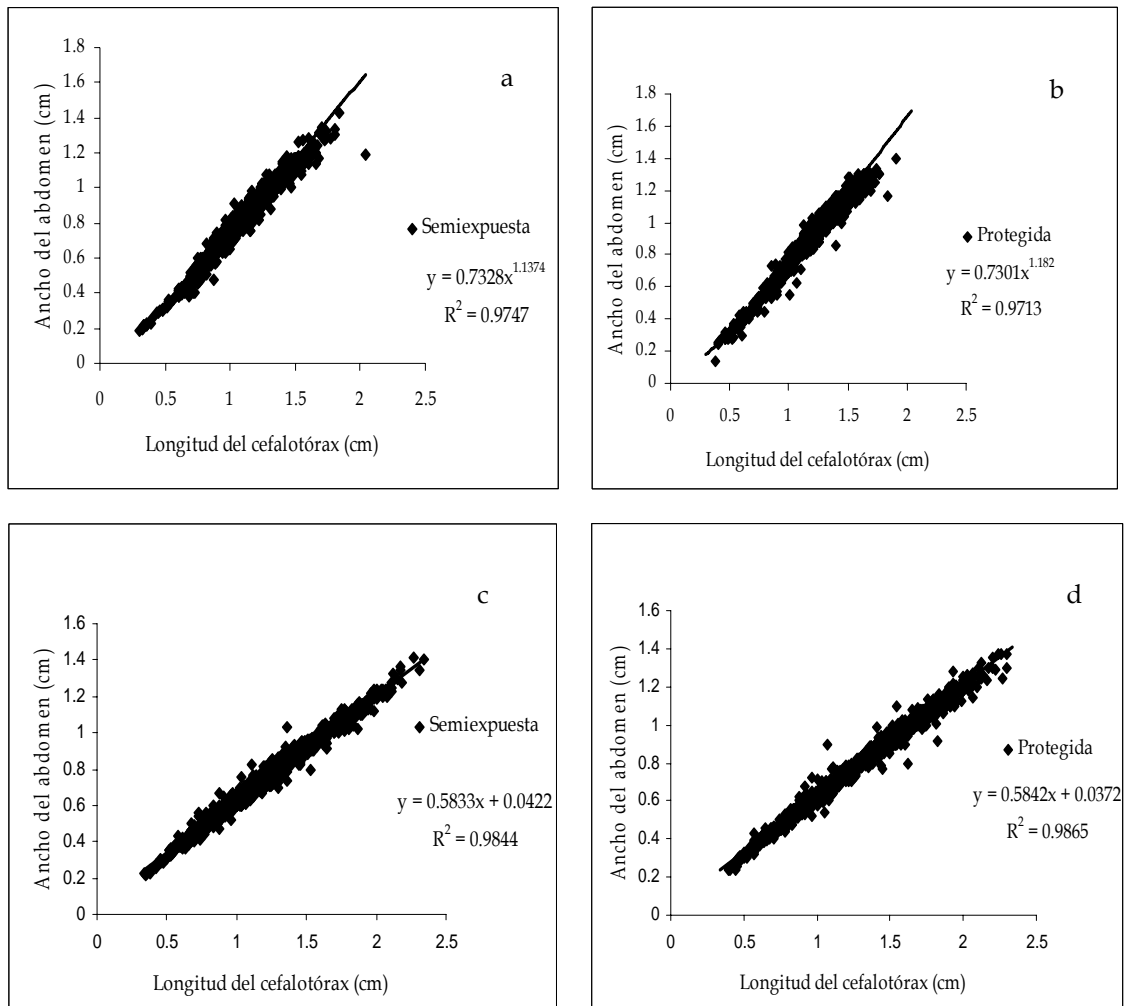 a
1.8
1.6
1.4
1.2
1
0.8
0.6
0.4
0.2
0
Ancho del abdomen (cm)
Semiexpuesta
y = 0.7328x^1.1374
R^2 = 0.9747
0 0.5 1 1.5 2 2.5
Longitud del cefalotórax (cm)
b
1.8
1.6
1.4
1.2
1
0.8
0.6
0.4
0.2
0
Ancho del abdomen (cm)
Protegida
y = 0.7301x^1.182
R^2 = 0.9713
0 0.5 1 1.5 2 2.5
Longitud del cefalotórax (cm)
c
1.6
1.4
1.2
1
0.8
0.6
0.4
0.2
0
Ancho del abdomen (cm)
Semiexpuesta
y = 0.5833x + 0.0422
R^2 = 0.9844
0 0.5 1 1.5 2 2.5
Longitud del cefalotórax (cm)
d
1.6
1.4
1.2
1
0.8
0.6
0.4
0.2
0
Ancho del abdomen (cm)
Protegida
y = 0.5842x + 0.0372
R^2 = 0.9865
0 0.5 1 1.5 2 2.5
Longitud del cefalotórax (cm)